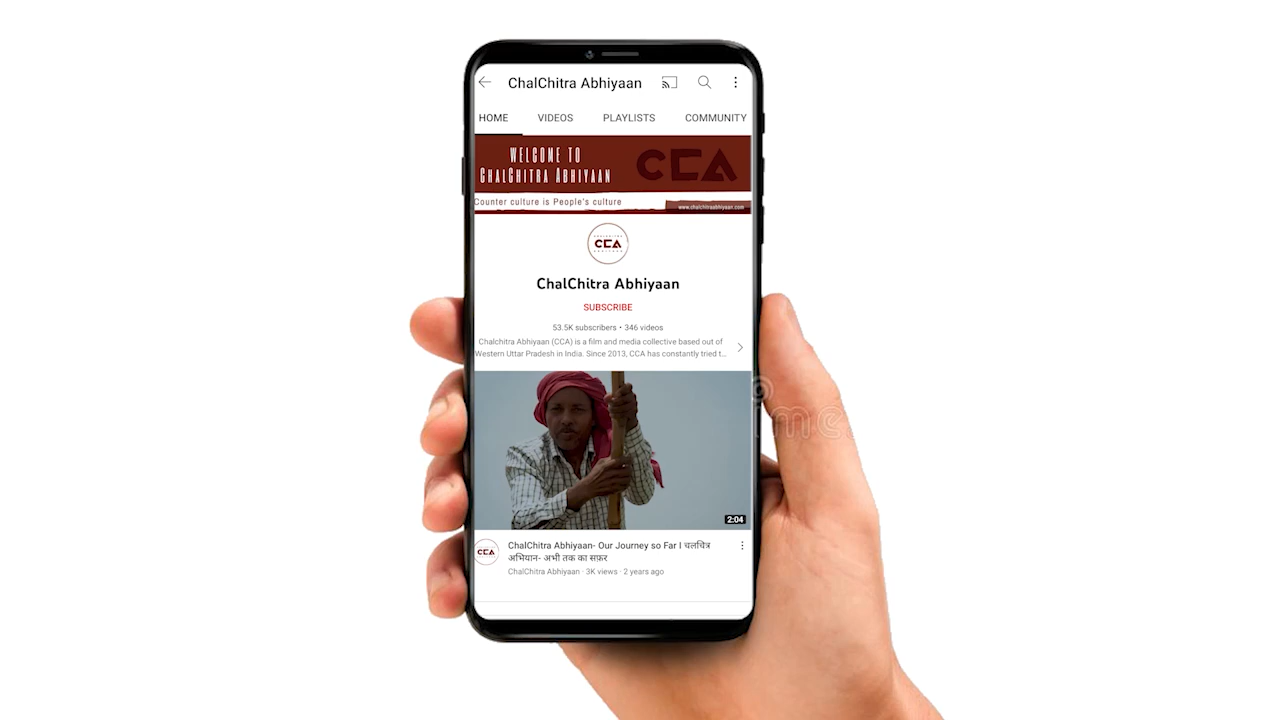 ChalChitra Abhiyaan
HOME VIDEOS PLAYLISTS COMMUNITY
WELCOME TO
CHALCHITRA ABHIYAAN
CCA
Counter culture is People's culture
www.chalchitraabhiyaan.com
CCA
ChalChitra Abhiyaan
SUBSCRIBE
53.5K subscribers • 346 videos
Chalchitra Abhiyaan (CCA) is a film and media collective based out of
Western Uttar Pradesh in India. Since 2013, CCA has constantly tried t...
2:04
CCA
ChalChitra Abhiyaan- Our Journey so Far I चलचित्र
अभियान- अभी तक का सफ़र
ChalChitra Abhiyaan · 3K views · 2 years ago